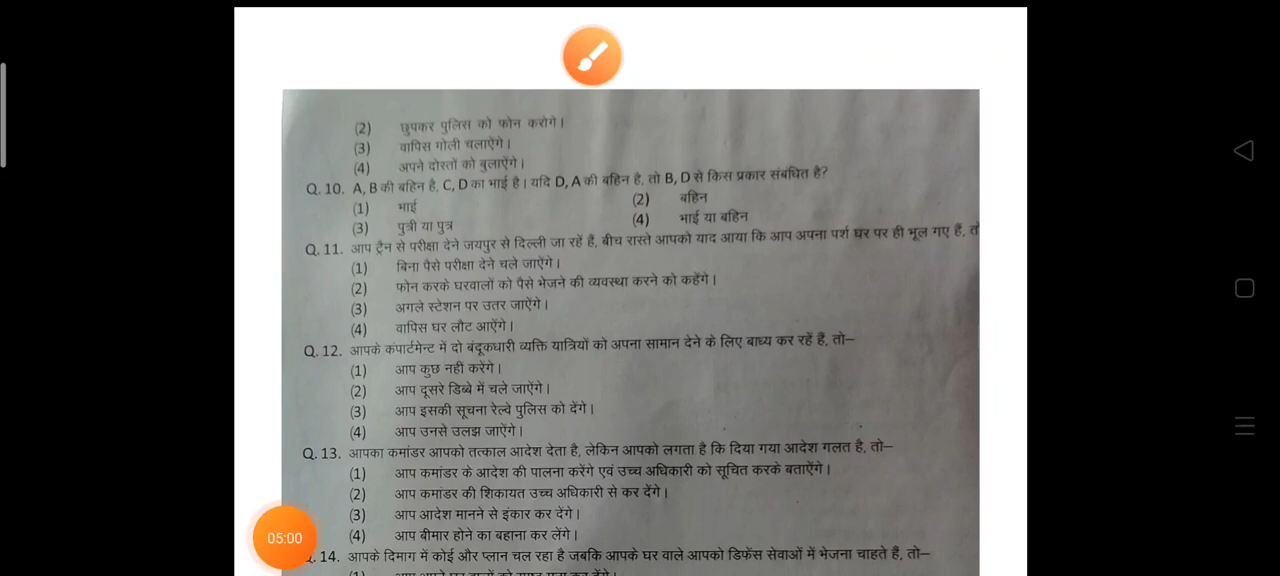 (2) छुपकर पुलिस को फोन करोगे।
(3) वापिस गोली चलाऐंगे।
(4) अपने दोस्तों को बुलाऐंगे।
Q. 10. A, B की बहिन है, C, D का भाई है। यदि D, A की बहिन है, तो B, D से किस प्रकार संबंधित है?
(1) भाई (2) बहिन
(3) पुत्री या पुत्र (4) भाई या बहिन
Q. 11. आप ट्रैन से परीक्षा देने जयपुर से दिल्ली जा रहें हैं, बीच रास्ते आपको याद आया कि आप अपना पर्श घर पर ही भूल गए हैं, तो
(1) बिना पैसे परीक्षा देने चले जाऐंगे।
(2) फोन करके घरवालों को पैसे भेजने की व्यवस्था करने को कहेंगे।
(3) अगले स्टेशन पर उतर जाऐंगे।
(4) वापिस घर लौट आऐंगे।
Q. 12. आपके कंपार्टमेन्ट में दो बंदूकधारी व्यक्ति यात्रियों को अपना सामान देने के लिए बाध्य कर रहें हैं, तो—
(1) आप कुछ नहीं करेंगे।
(2) आप दूसरे डिब्बे में चले जाऐंगे।
(3) आप इसकी सूचना रेल्वे पुलिस को देंगे।
(4) आप उनसे उलझ जाऐंगे।
Q. 13. आपका कमांडर आपको तत्काल आदेश देता है, लेकिन आपको लगता है कि दिया गया आदेश गलत है, तो—
(1) आप कमांडर के आदेश की पालना करेंगे एवं उच्च अधिकारी को सूचित करके बताऐंगे।
(2) आप कमांडर की शिकायत उच्च अधिकारी से कर देंगे।
(3) आप आदेश मानने से इंकार कर देंगे।
(4) आप बीमार होने का बहाना कर लेंगे।
05:00
14. आपके दिमाग में कोई और प्लान चल रहा है जबकि आपके घर वाले आपको डिफेंस सेवाओं में भेजना चाहते हैं, तो—